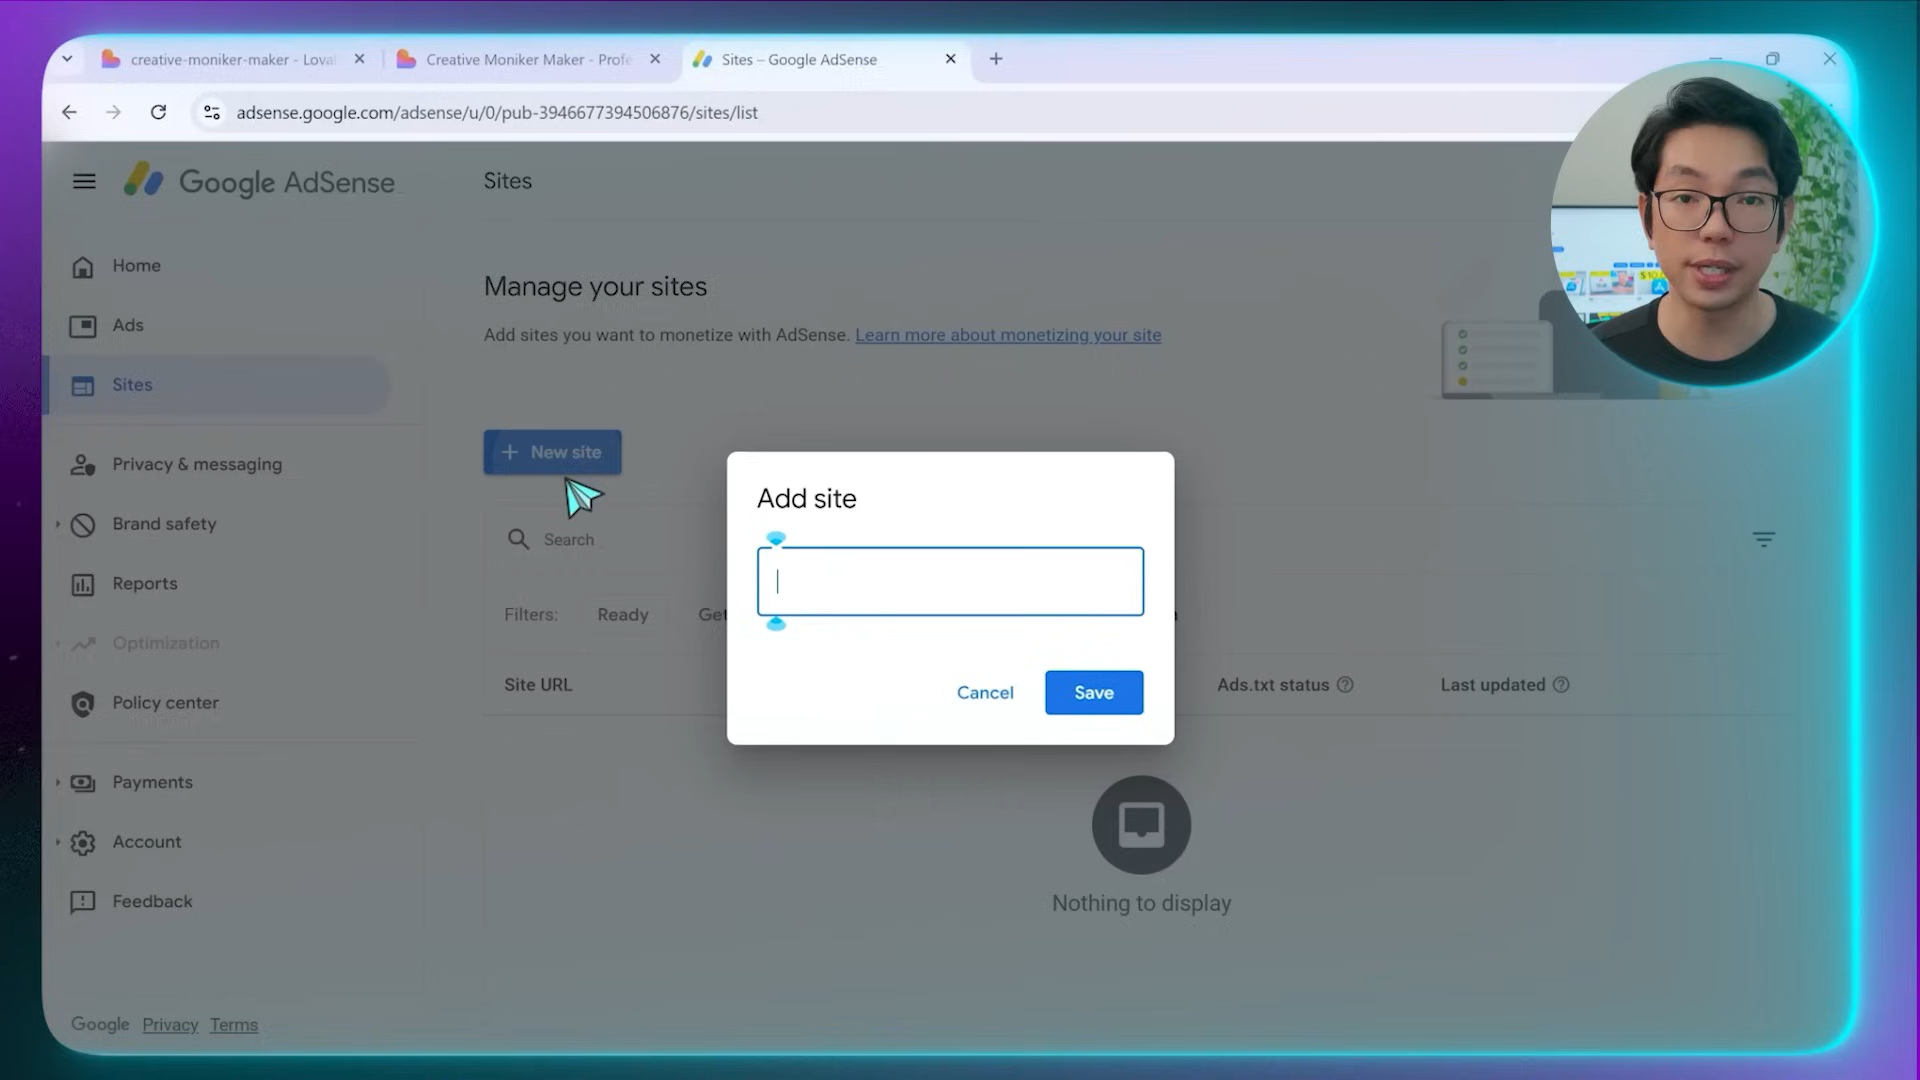 creative-moniker-maker - Lova
Creative Moniker Maker - Profe
Sites – Google AdSense
adsense.google.com/adsense/u/0/pub-3946677394506876/sites/list
Google AdSense
Sites
Home
Ads
Sites
Privacy & messaging
Brand safety
Reports
Optimization
Policy center
Payments
Account
Feedback
Google Privacy Terms
Manage your sites
Add sites you want to monetize with AdSense. Learn more about monetizing your site
+ New site
Search
Filters: Ready
Site URL
Ads.txt status
Last updated
Nothing to display
Add site
Cancel
Save